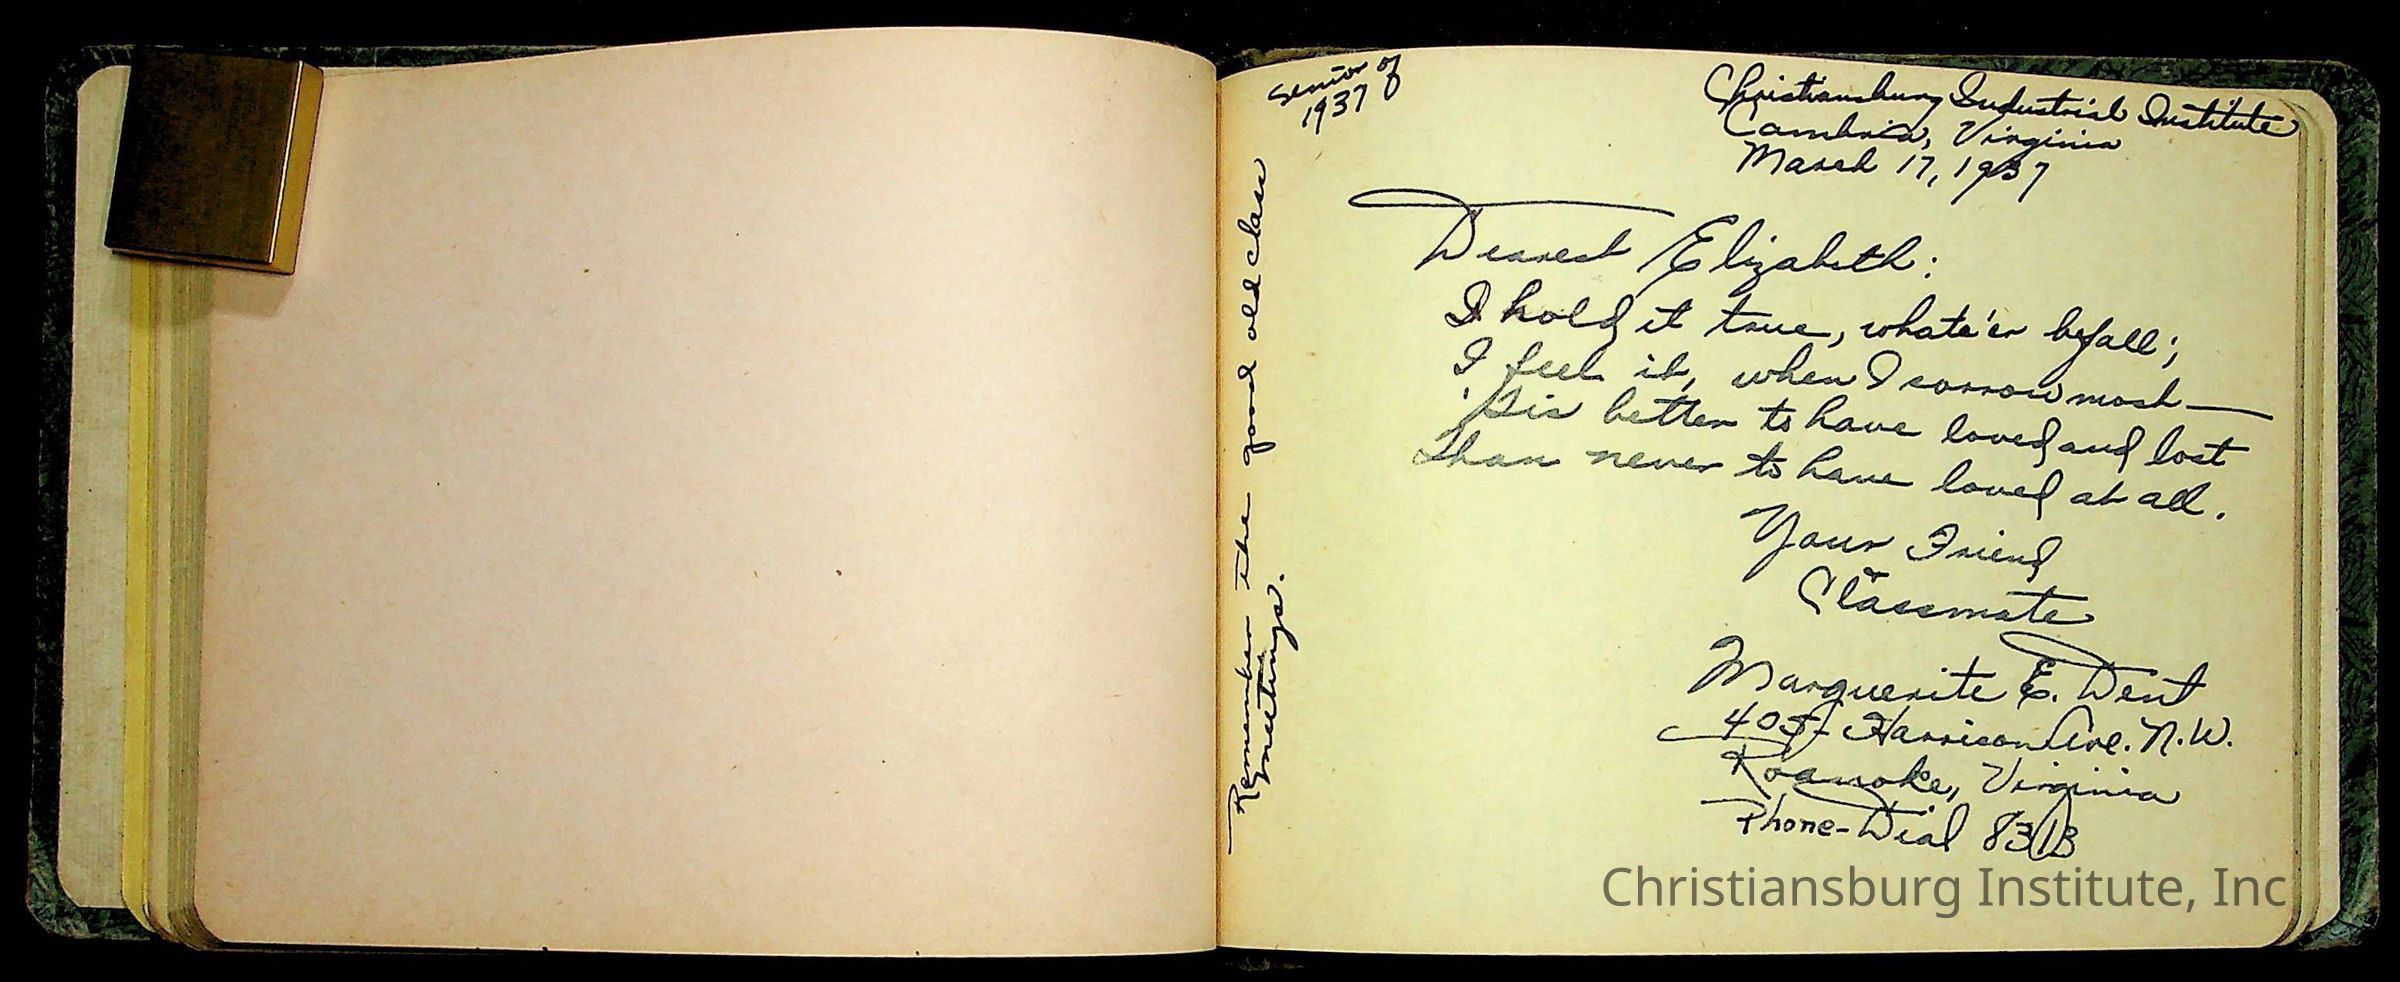 Senior of
1937
Christiansburg Industrial Institute
Cambria, Virginia
March 17, 1937
Dearest Elizabeth:
I hold it true, whate'er befall;
I feel it, when I sorrow most—
'Tis better to have loved and lost
Than never to have loved at all.
Your Friend
Classmate
Marguerite E. Dent
405- Harrison Ave. N.W.
Roanoke, Virginia
Phone-Dial
Remember the good old class
meetings.
Christiansburg Institute, Inc